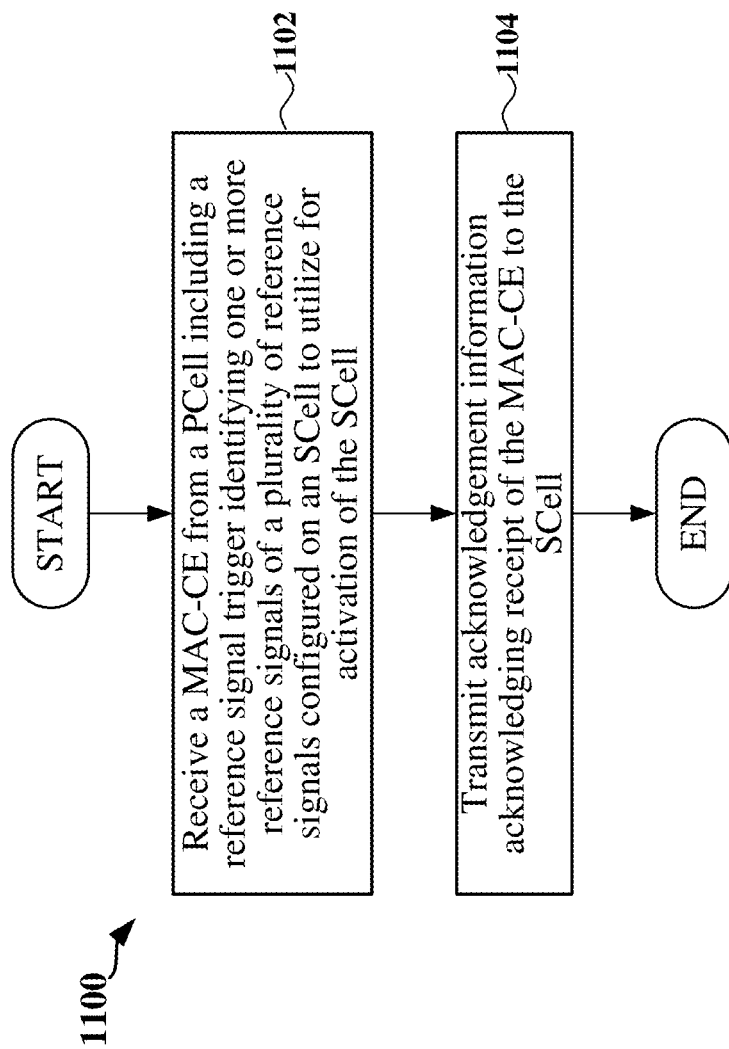 1100
START
Receive a MAC-CE from a PCell including a
reference signal trigger identifying one or more
reference signals of a plurality of reference
signals configured on an SCell to utilize for
activation of the SCell
1102
Transmit acknowledgement information
acknowledging receipt of the MAC-CE to the
SCell
1104
END